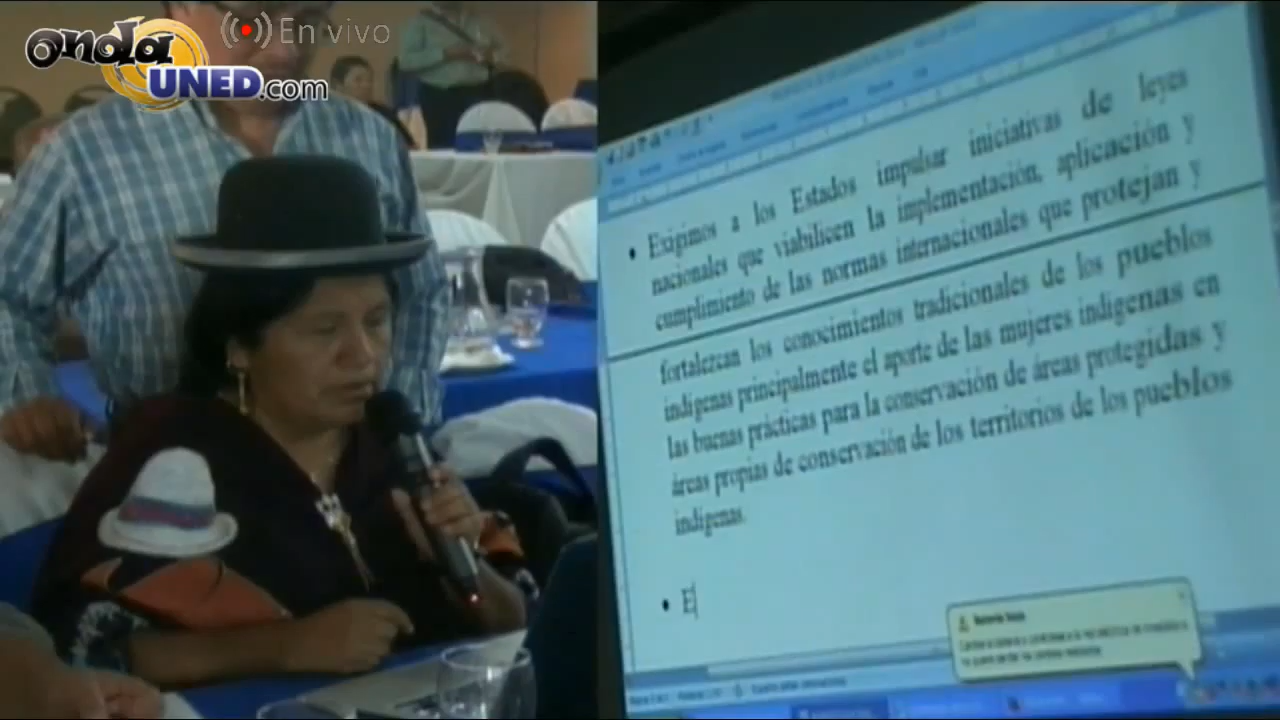 onda
UNED.com
En vivo
• Exigimos a los Estados impulsar iniciativas de leyes
nacionales que viabilicen la implementación, aplicación y
cumplimiento de las normas internacionales que protejan y
fortalezcan los conocimientos tradicionales de los pueblos
indígenas principalmente el aporte de las mujeres indígenas en
las buenas prácticas para la conservación de áreas protegidas y
áreas propias de conservación de los territorios de los pueblos
indígenas.
• E